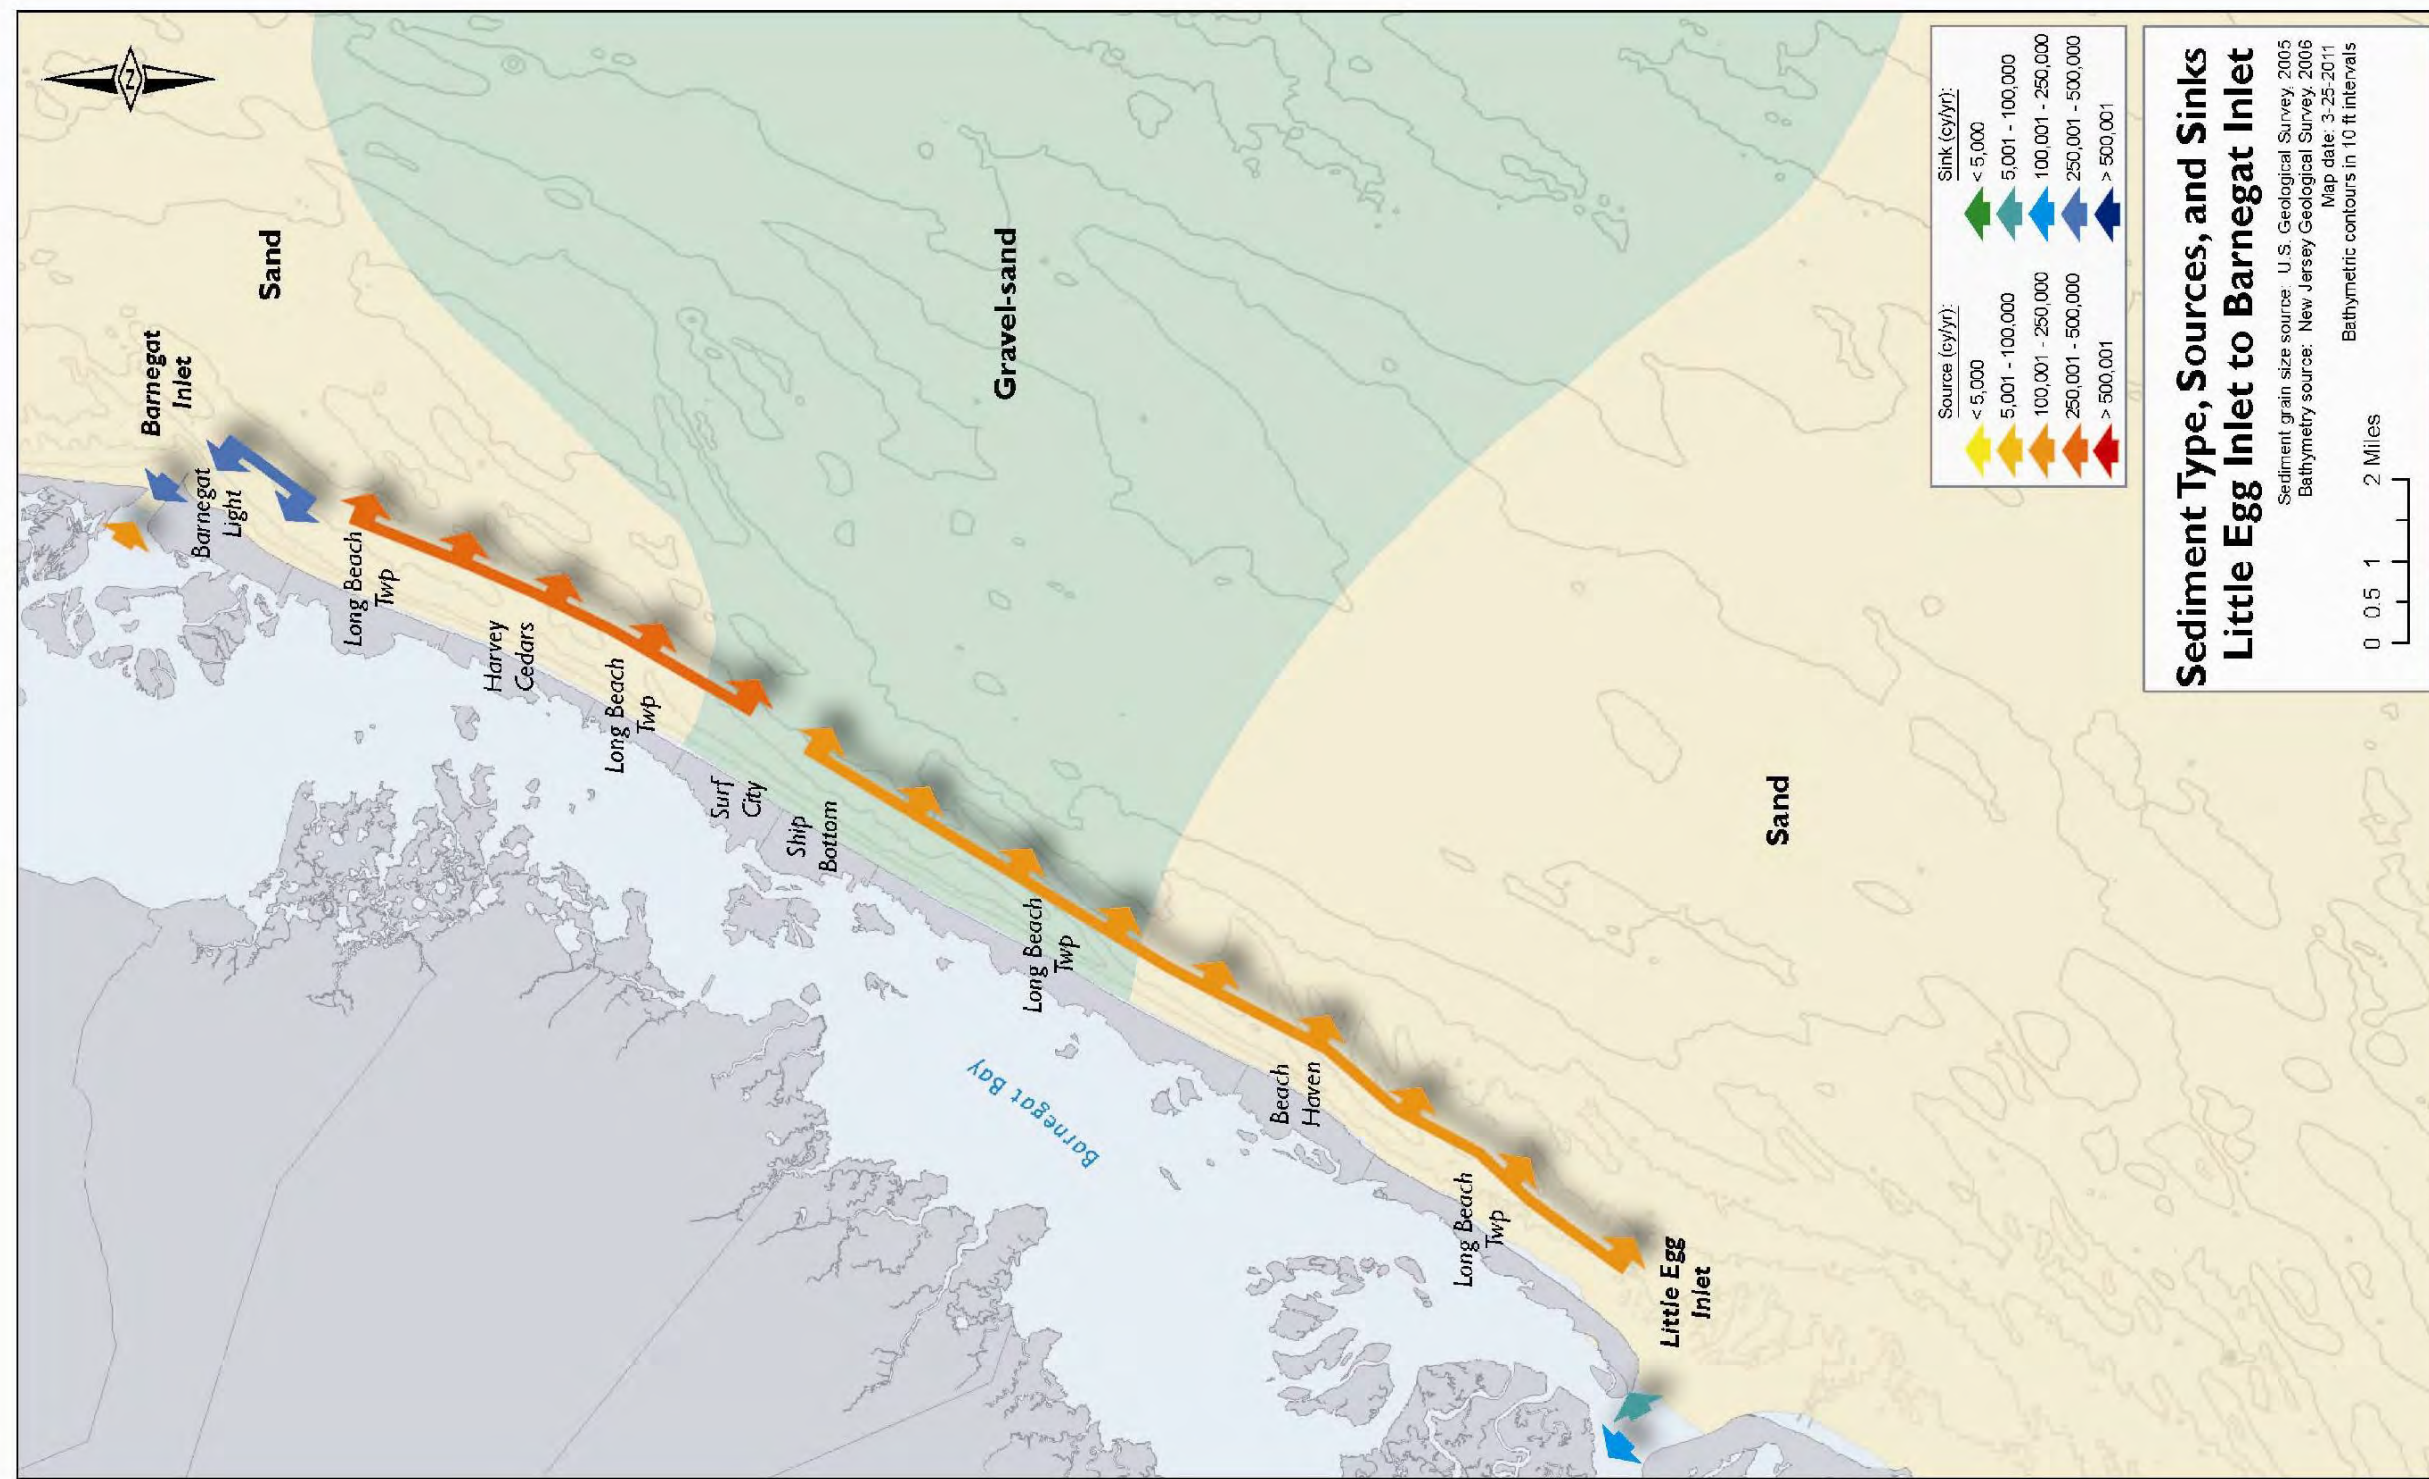 Sediment Type, Sources, and Sinks
Little Egg Inlet to Barnegat Inlet
Sediment grain size source: U.S. Geological Survey, 2005
Bathymetry source: New Jersey Geological Survey, 2006
Map date: 3-25-2011
Bathymetric contours in 10 ft intervals
0 0.5 1 2 Miles
Source (cy/yr):
< 5,000
5,001 - 100,000
100,001 - 250,000
250,001 - 500,000
> 500,001
Sink (cy/yr):
< 5,000
5,001 - 100,000
100,001 - 250,000
250,001 - 500,000
> 500,001
N
Barnegat
Inlet
Sand
Barnegat
Light
Long Beach
Twp
Harvey
Cedars
Long Beach
Twp
Surf
City
Ship
Bottom
Gravel-sand
Long Beach
Twp
Barnegat Bay
Beach
Haven
Long Beach
Twp
Little Egg
Inlet
Sand